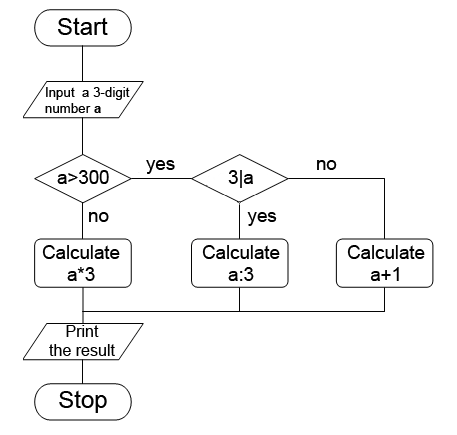 Start
Input a 3-digit
number a
a>300
yes
3|a
no
no
yes
Calculate
a*3
Calculate
a:3
Calculate
a+1
Print
the result
Stop